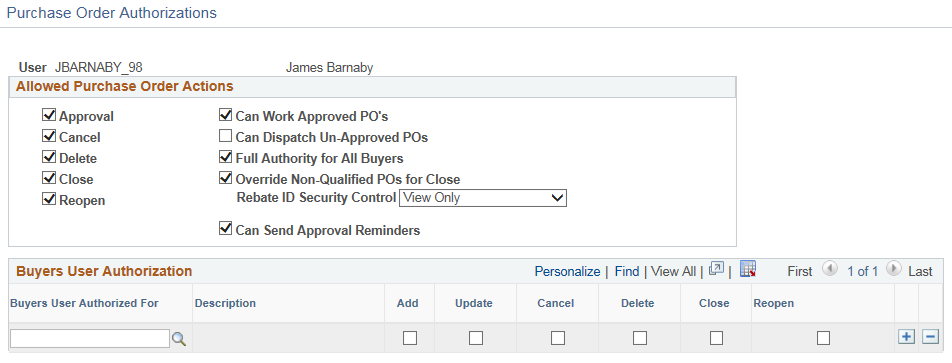 Purchase Order Authorizations
User JBARNABY_98 James Barnaby
Allowed Purchase Order Actions
Approval Can Work Approved PO's
Cancel Can Dispatch Un-Approved POs
Delete Full Authority for All Buyers
Close Override Non-Qualified POs for Close
Reopen Rebate ID Security Control View Only
Can Send Approval Reminders
Buyers User Authorization Personalize | Find | View All | | First 1 of 1 Last
Buyers User Authorized For Description Add Update Cancel Delete Close Reopen